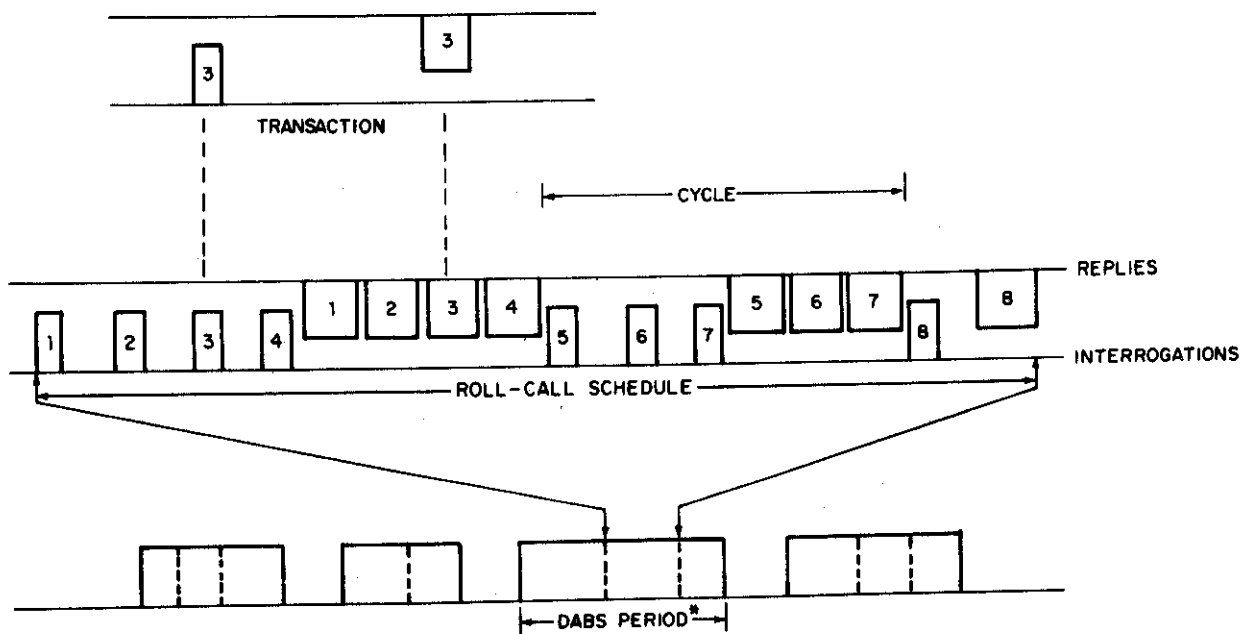 3
3
TRANSACTION
CYCLE
REPLIES
1 2 3 4 5 6 7 8
1 2 3 4 5 6 7 8
INTERROGATIONS
ROLL-CALL SCHEDULE
DABS PERIOD*